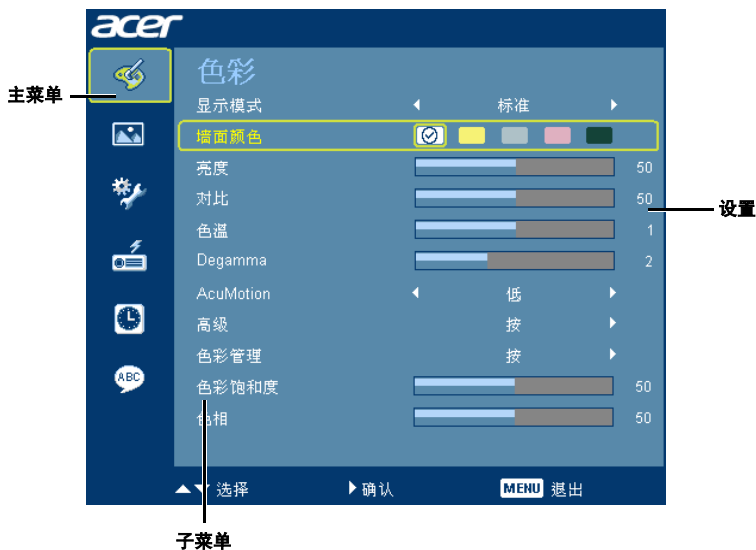 acer
色彩
主菜单
显示模式 标准
墙面颜色
亮度 50
对比 50
设置
色温 1
Degamma 2
AcuMotion 低
高级 按
色彩管理 按
ABC
色彩饱和度 50
色相 50
选择 确认 MENU 退出
子菜单